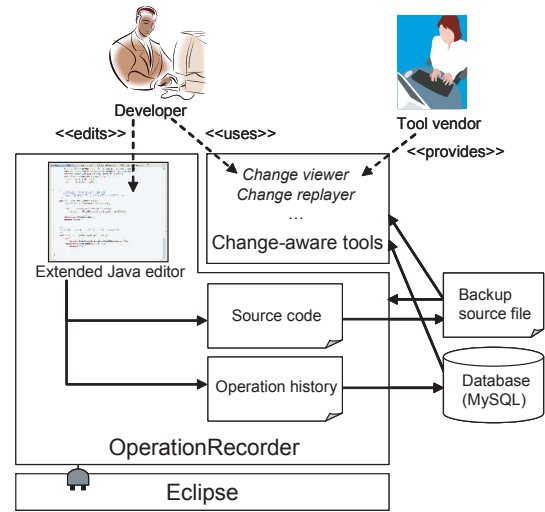 Developer
Tool vendor
<<edits>>
<<uses>>
<<provides>>
Change viewer
Change replayer
...
Change-aware tools
Extended Java editor
Source code
Backup
source file
Operation history
Database
(MySQL)
OperationRecorder
Eclipse